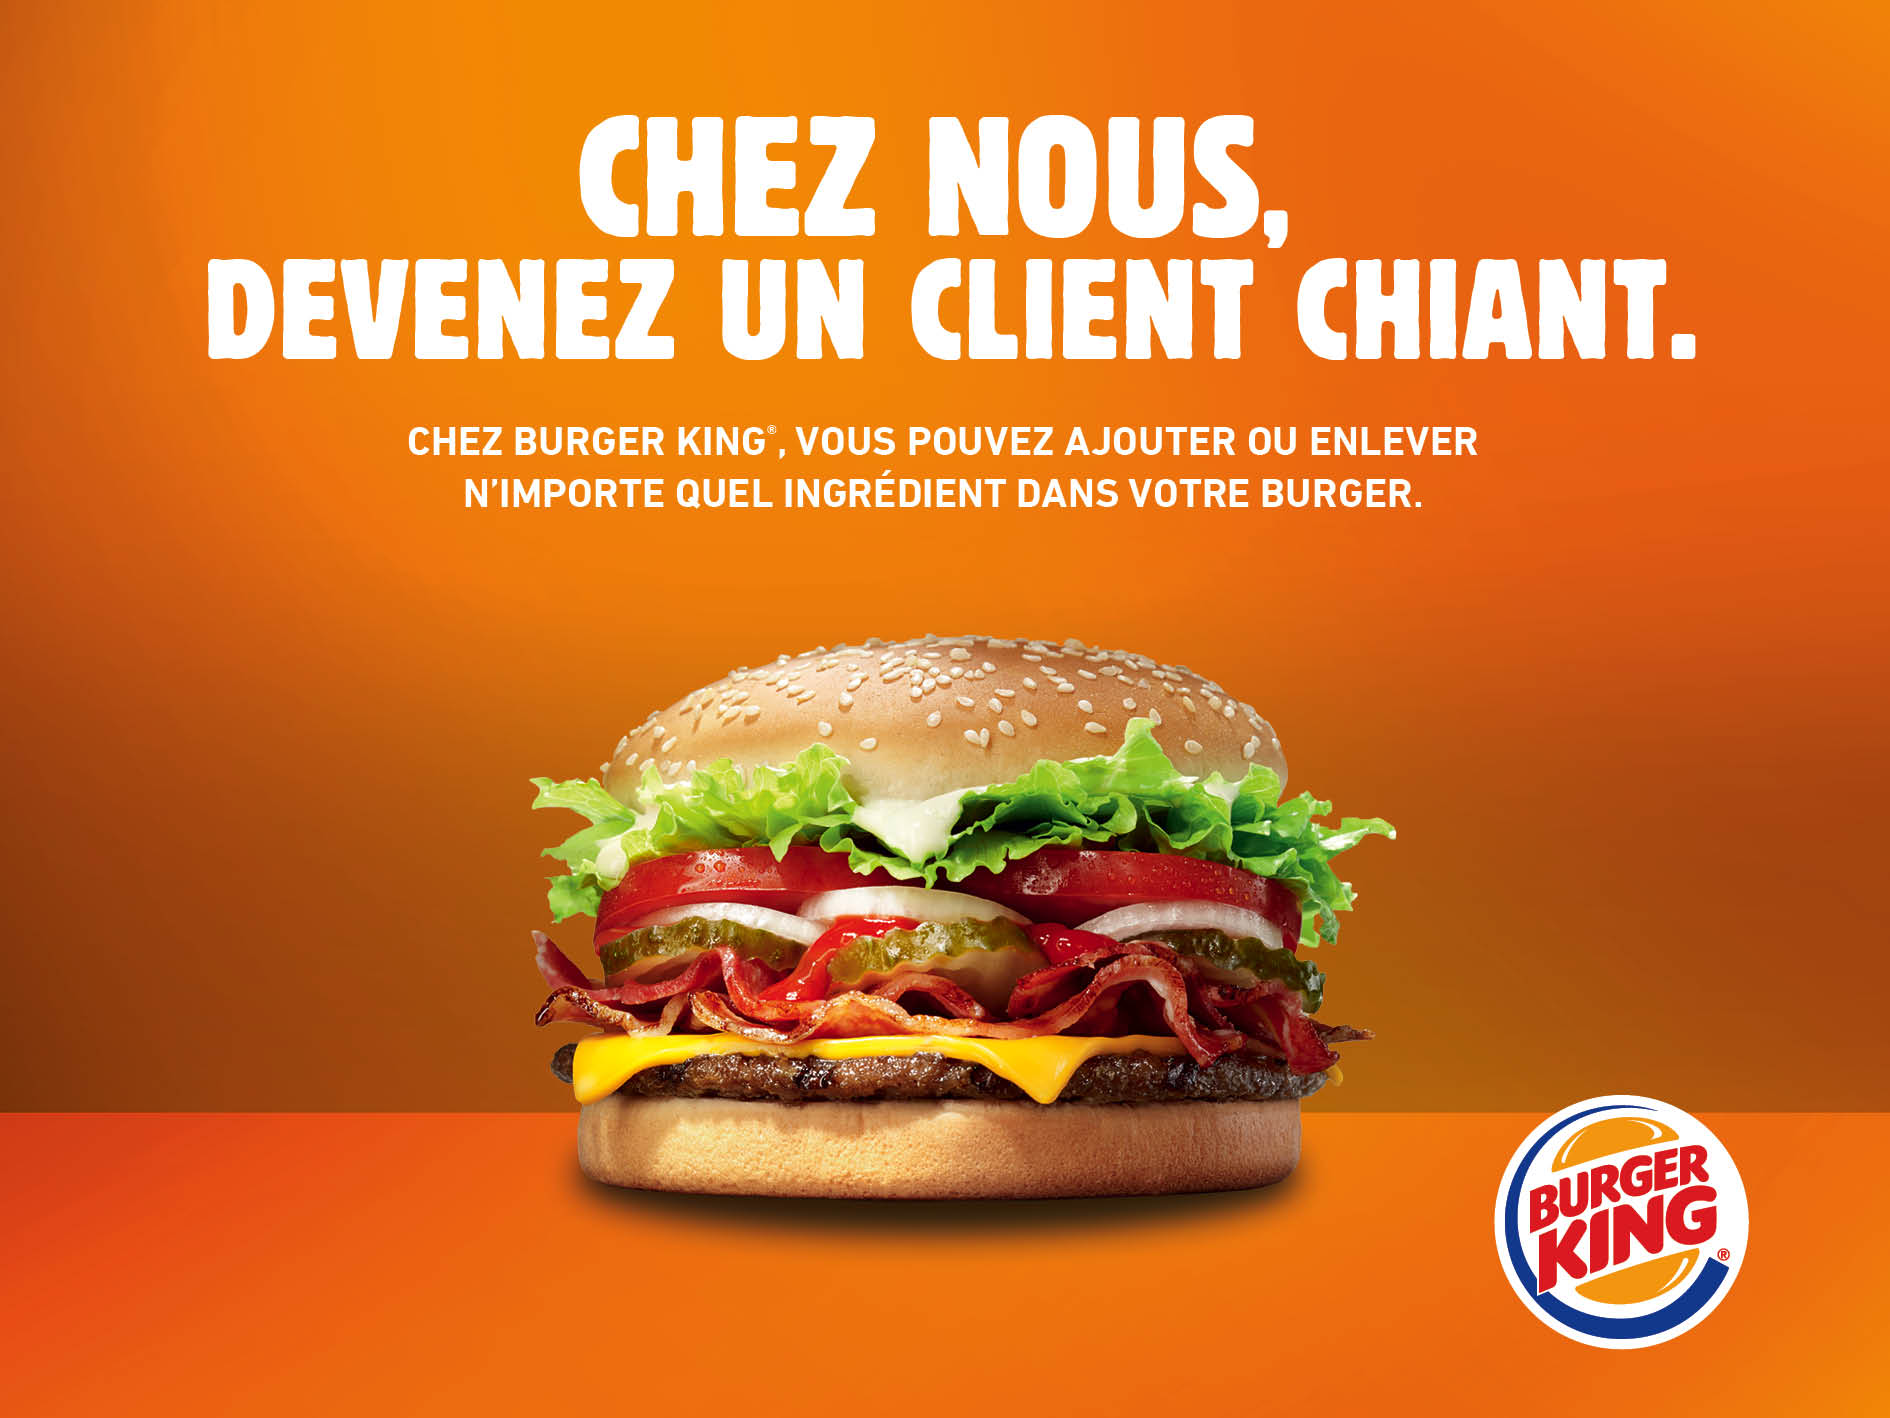 CHEZ NOUS,
DEVENEZ UN CLIENT CHIANT.
CHEZ BURGER KING®, VOUS POUVEZ AJOUTER OU ENLEVER
N'IMPORTE QUEL INGRÉDIENT DANS VOTRE BURGER.
BURGER
KING®